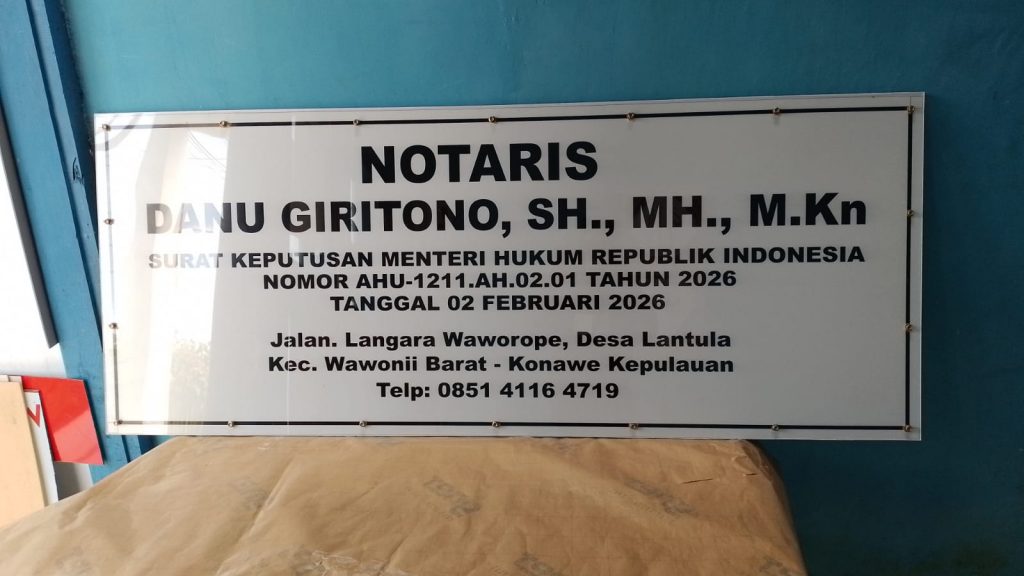 NOTARIS
DANU GIRITONO, SH., MH., M.Kn
SURAT KEPUTUSAN MENTERI HUKUM REPUBLIK INDONESIA
NOMOR AHU-1211.AH.02.01 TAHUN 2026
TANGGAL 02 FEBRUARI 2026
Jalan. Langara Waworope, Desa Lantula
Kec. Wawonii Barat - Konawe Kepulauan
Telp: 0851 4116 4719